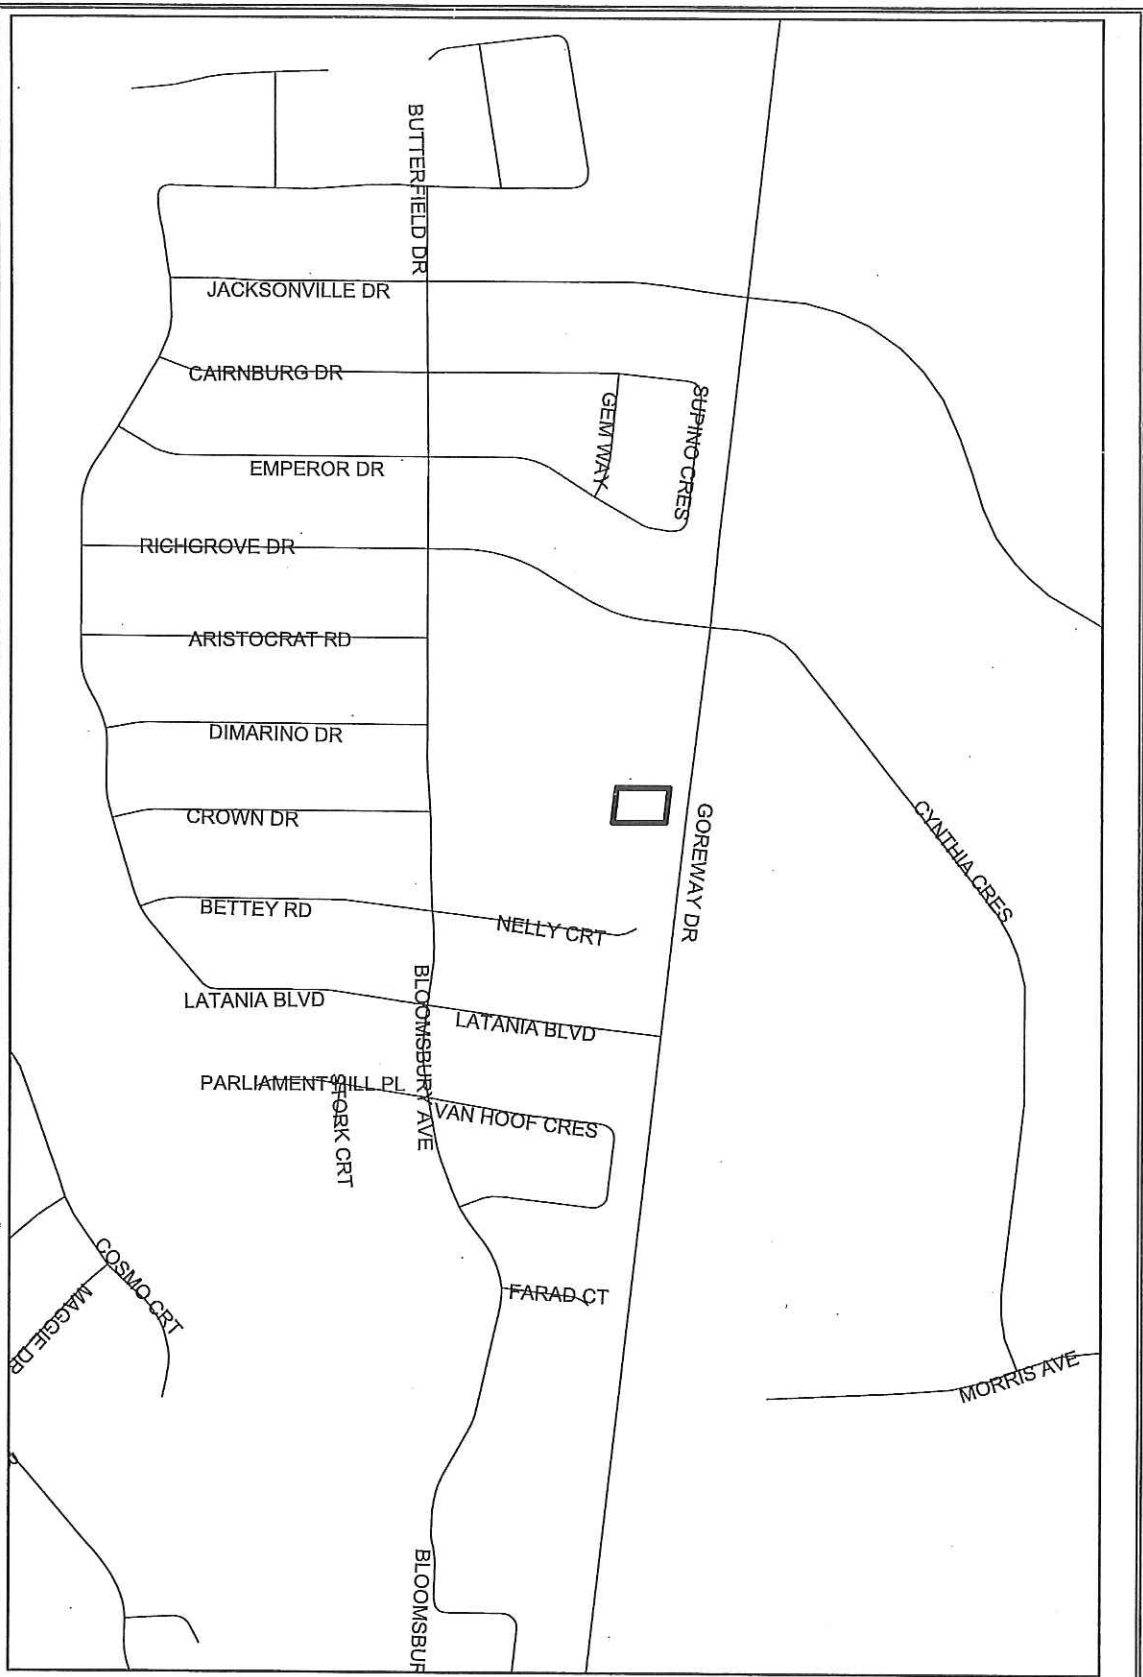 BUTTERFIELD DR
JACKSONVILLE DR
CAIRNBURG DR
GEM WAY
SUPINO CRES
EMPEROR DR
RICHGROVE DR
ARISTOCRAT RD
DIMARINO DR
CROWN DR
GOREWAY DR
CYNTHIA CRES
BETTEY RD
NELLY CRT
LATANIA BLVD
BLOOMSBURY AVE
LATANIA BLVD
PARLIAMENT HILL PL
STORK CRT
VAN HOOF CRES
COSMO CRT
MAGGIE DR
FARAD CT
MORRIS AVE
BLOOMSBUR